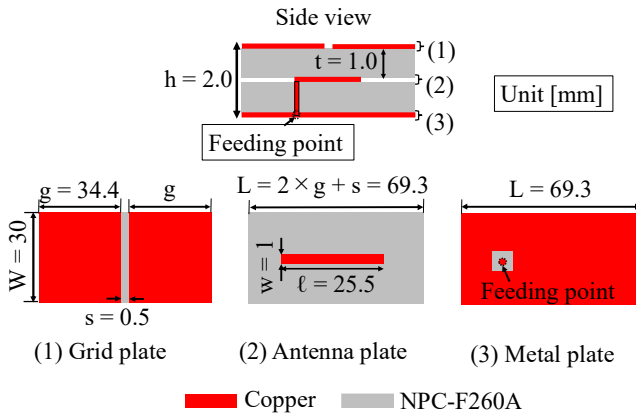 Side view
(1)
t = 1.0
h = 2.0
(2)
Unit [mm]
(3)
Feeding point
g = 34.4
g
L = 2 × g + s = 69.3
L = 69.3
W = 30
w = 1
ℓ = 25.5
Feeding point
s = 0.5
(1) Grid plate
(2) Antenna plate
(3) Metal plate
Copper
NPC-F260A